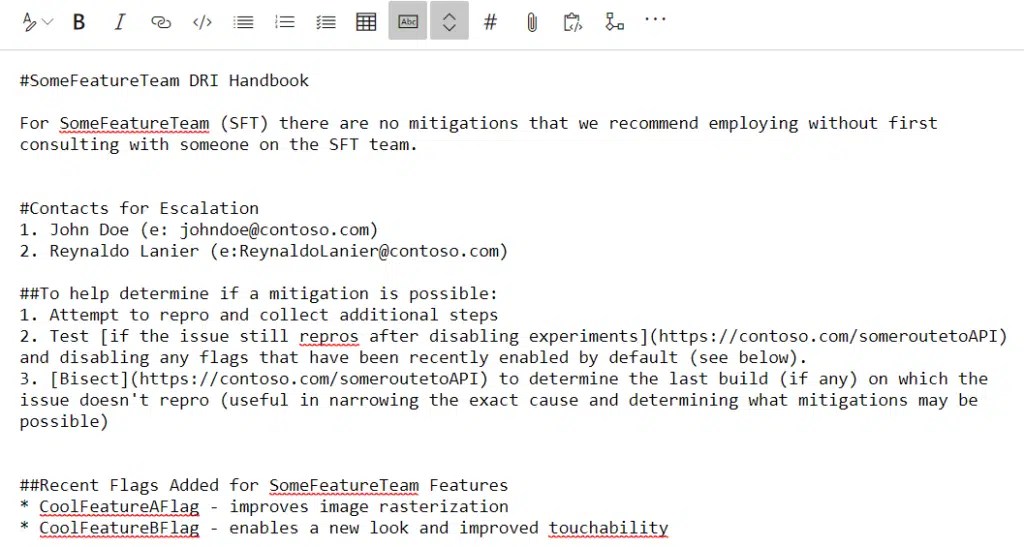 Abc
#SomeFeatureTeam DRI Handbook
For SomeFeatureTeam (SFT) there are no mitigations that we recommend employing without first
consulting with someone on the SFT team.
#Contacts for Escalation
1. John Doe (e: johndoe@contoso.com)
2. Reynaldo Lanier (e:ReynaldoLanier@contoso.com)
##To help determine if a mitigation is possible:
1. Attempt to repro and collect additional steps
2. Test [if the issue still repros after disabling experiments](https://contoso.com/someroutetoAPI)
and disabling any flags that have been recently enabled by default (see below).
3. [Bisect](https://contoso.com/someroutetoAPI) to determine the last build (if any) on which the
issue doesn't repro (useful in narrowing the exact cause and determining what mitigations may be
possible)
##Recent Flags Added for SomeFeatureTeam Features
* CoolFeatureAFlag - improves image rasterization
* CoolFeatureBFlag - enables a new look and improved touchability